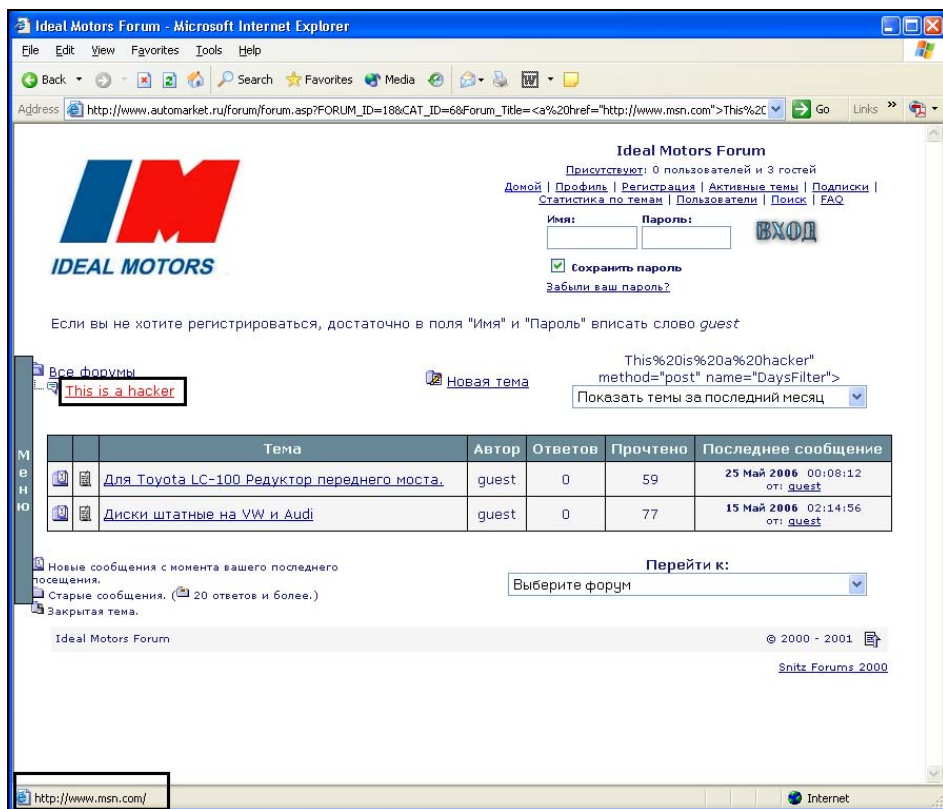 Ideal Motors Forum - Microsoft Internet Explorer
File Edit View Favorites Tools Help
Back Search Favorites Media
Address http://www.automarket.ru/forum/forum.asp?FORUM_ID=18&CAT_ID=6&Forum_Title=<a%20href="http://www.msn.com">This%2C Go Links »
IDEAL MOTORS
Ideal Motors Forum
Присутствуют: 0 пользователей и 3 гостей
Домой | Профиль | Регистрация | Активные темы | Подписки |
Статистика по темам | Пользователи | Поиск | FAQ
Имя: Пароль:
ВХОД
Сохранить пароль
Забыли ваш пароль?
Если вы не хотите регистрироваться, достаточно в поля "Имя" и "Пароль" вписать слово guest
Меню
Все форумы
This is a hacker
Новая тема
This%20is%20a%20hacker"
method="post" name="DaysFilter">
Показать темы за последний месяц
Тема Автор Ответов Прочтено Последнее сообщение
Для Toyota LC-100 Редуктор переднего моста. guest 0 59 25 Май 2006 00:08:12
от: guest
Диски штатные на VW и Audi guest 0 77 15 Май 2006 02:14:56
от: guest
Новые сообщения с момента вашего последнего
посещения.
Старые сообщения. ( 20 ответов и более.)
Закрытая тема.
Перейти к:
Выберите форум
Ideal Motors Forum © 2000 - 2001
Snitz Forums 2000
http://www.msn.com/ Internet